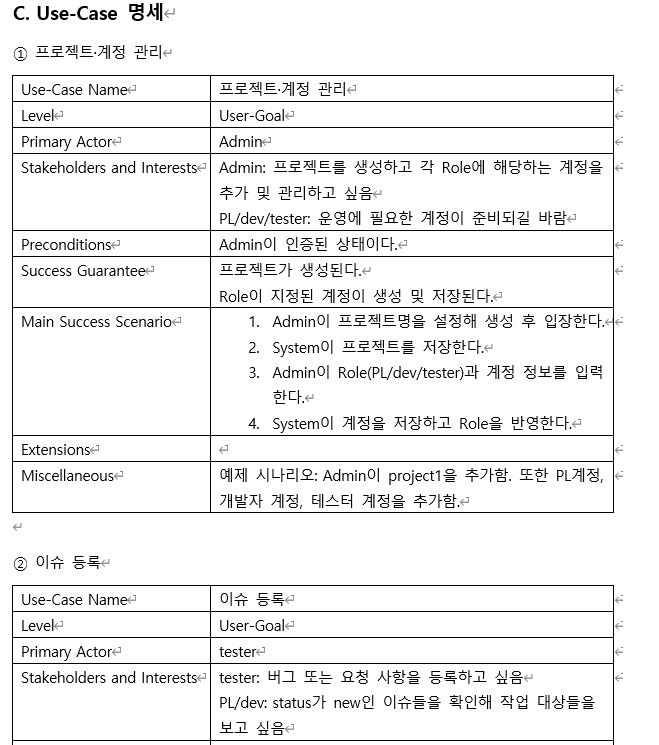 C. Use-Case 명세
① 프로젝트·계정 관리
Use-Case Name
프로젝트·계정 관리
Level
User-Goal
Primary Actor
Admin
Stakeholders and Interests
Admin: 프로젝트를 생성하고 각 Role에 해당하는 계정을
추가 및 관리하고 싶음
PL/dev/tester: 운영에 필요한 계정이 준비되길 바람
Preconditions
Admin이 인증된 상태이다.
Success Guarantee
프로젝트가 생성된다.
Role이 지정된 계정이 생성 및 저장된다.
Main Success Scenario
1. Admin이 프로젝트명을 설정해 생성 후 입장한다.
2. System이 프로젝트를 저장한다.
3. Admin이 Role(PL/dev/tester)과 계정 정보를 입력
한다.
4. System이 계정을 저장하고 Role을 반영한다.
Extensions
Miscellaneous
예제 시나리오: Admin이 project1을 추가함. 또한 PL계정,
개발자 계정, 테스터 계정을 추가함.
② 이슈 등록
Use-Case Name
이슈 등록
Level
User-Goal
Primary Actor
tester
Stakeholders and Interests
tester: 버그 또는 요청 사항을 등록하고 싶음
PL/dev: status가 new인 이슈들을 확인해 작업 대상들을
보고 싶음